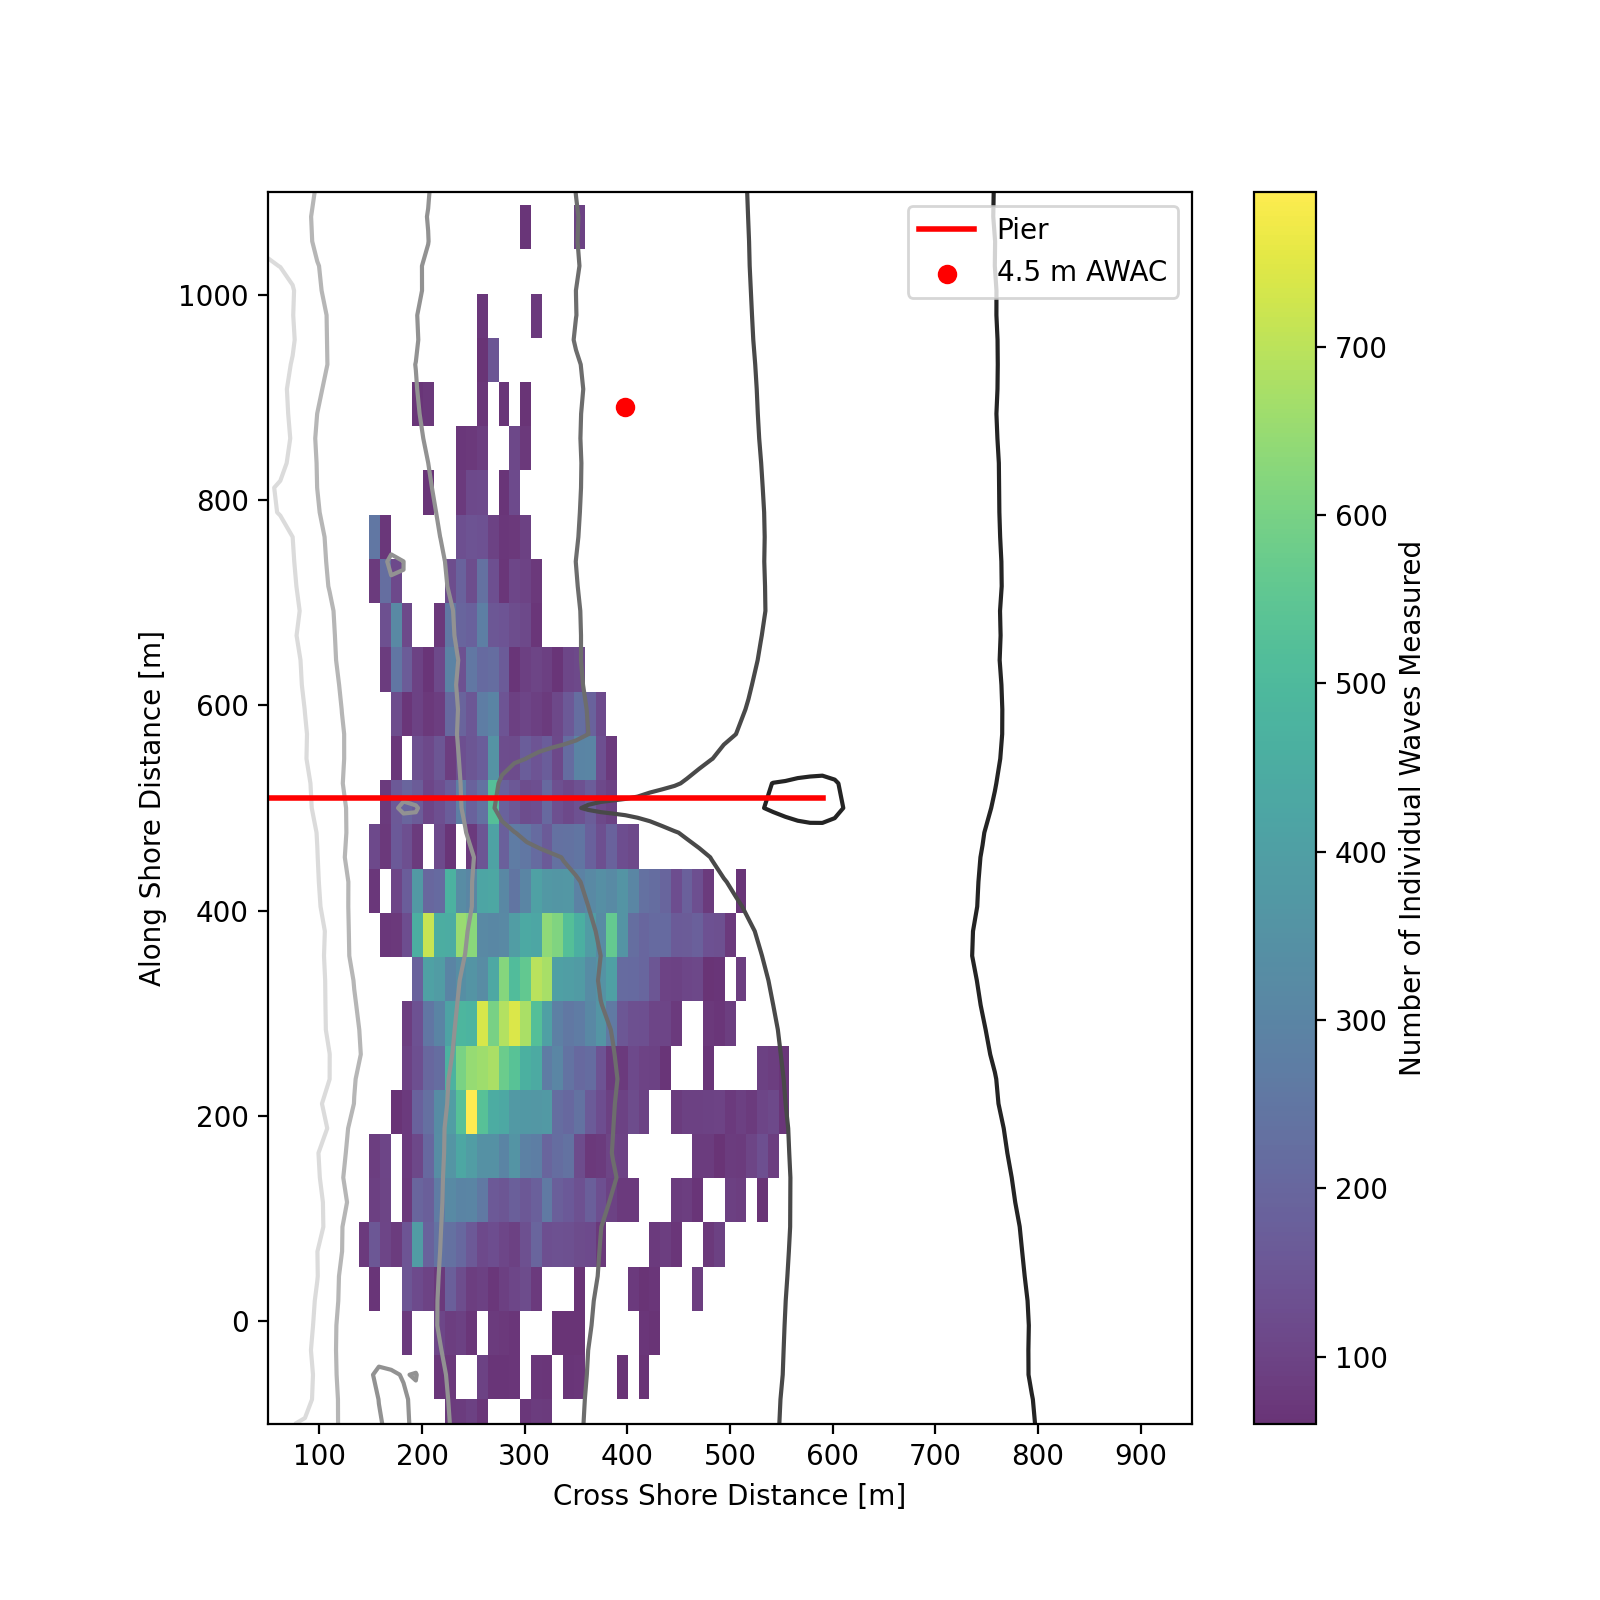 Pier
4.5 m AWAC
1000
800
600
400
200
0
Along Shore Distance [m]
100 200 300 400 500 600 700 800 900
Cross Shore Distance [m]
700
600
500
400
300
200
100
Number of Individual Waves Measured